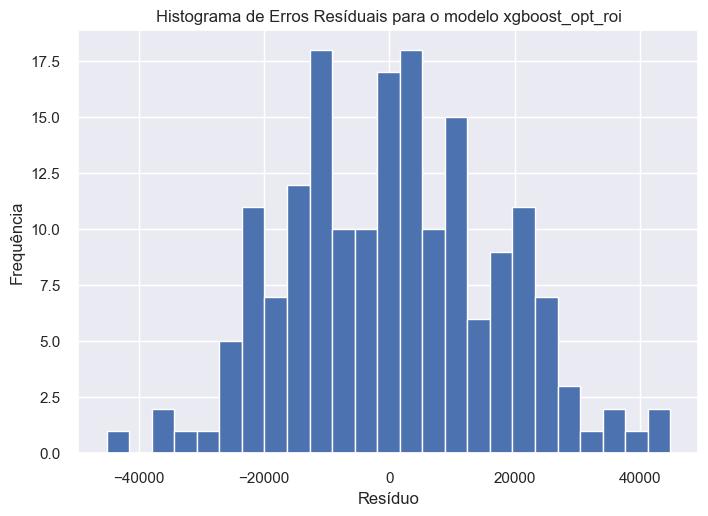 Histograma de Erros Resíduais para o modelo xgboost_opt_roi
17.5
15.0
12.5
10.0
7.5
5.0
2.5
0.0
Frequência
−40000 −20000 0 20000 40000
Resíduo